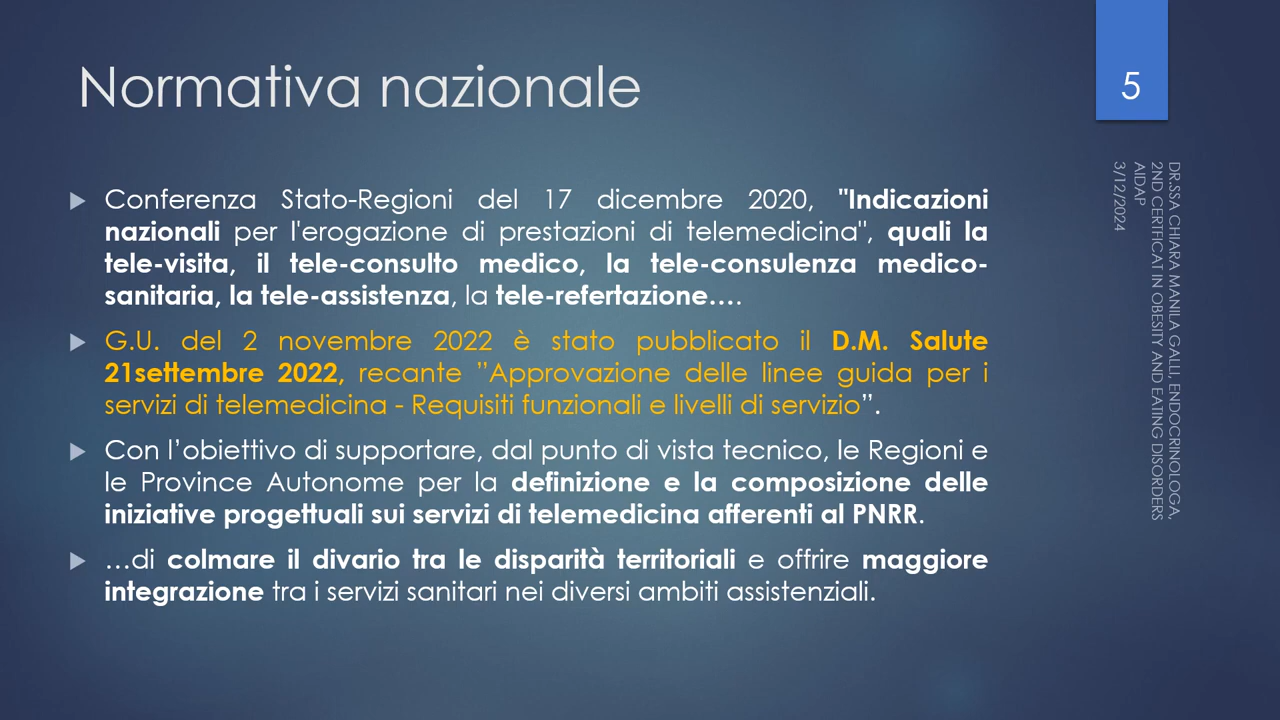 Normativa nazionale
5
Conferenza Stato-Regioni del 17 dicembre 2020, "Indicazioni
nazionali per l'erogazione di prestazioni di telemedicina", quali la
tele-visita, il tele-consulto medico, la tele-consulenza medico-
sanitaria, la tele-assistenza, la tele-refertazione….
G.U. del 2 novembre 2022 è stato pubblicato il D.M. Salute
21settembre 2022, recante ”Approvazione delle linee guida per i
servizi di telemedicina - Requisiti funzionali e livelli di servizio”.
Con l’obiettivo di supportare, dal punto di vista tecnico, le Regioni e
le Province Autonome per la definizione e la composizione delle
iniziative progettuali sui servizi di telemedicina afferenti al PNRR.
…di colmare il divario tra le disparità territoriali e offrire maggiore
integrazione tra i servizi sanitari nei diversi ambiti assistenziali.
DR.SSA CHIARA MANILA GALLI, ENDOCRINOLOGA,
2ND CERTIFICAT IN OBESITY AND EATING DISORDERS
AIDAP
3/12/2024